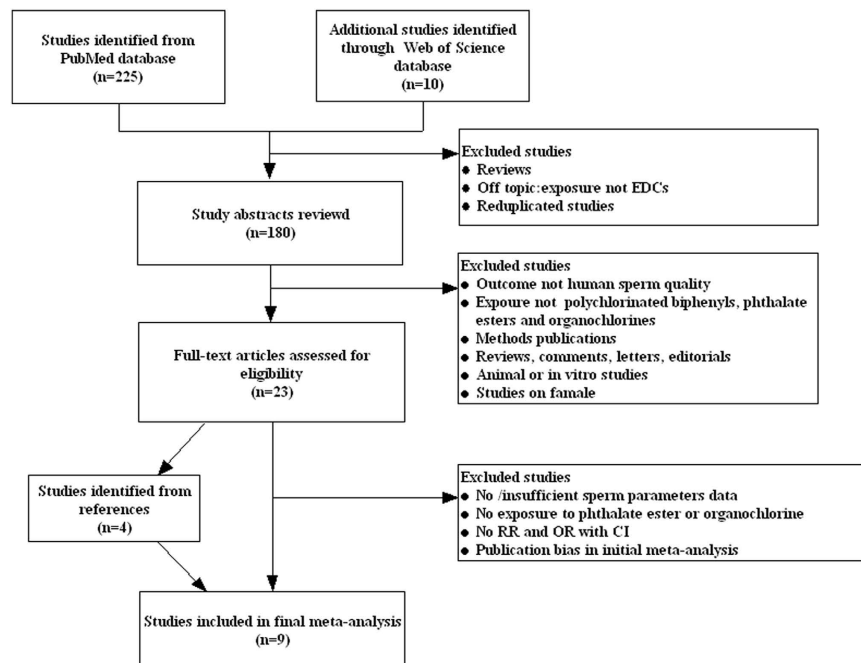 Studies identified from
PubMed database
(n=225)
Additional studies identified
through Web of Science
database
(n=10)
Excluded studies
● Reviews
● Off topic:exposure not EDCs
● Reduplicated studies
Study abstracts reviewd
(n=180)
Excluded studies
● Outcome not human sperm quality
● Expoure not polychlorinated biphenyls, phthalate
esters and organochlorines
● Methods publications
● Reviews, comments, letters, editorials
● Animal or in vitro studies
● Studies on famale
Full-text articles assessed for
eligibility
(n=23)
Studies identified from
references
(n=4)
Excluded studies
● No /insufficient sperm parameters data
● No exposure to phthalate ester or organochlorine
● No RR and OR with CI
● Publication bias in initial meta-analysis
Studies included in final meta-analysis
(n=9)